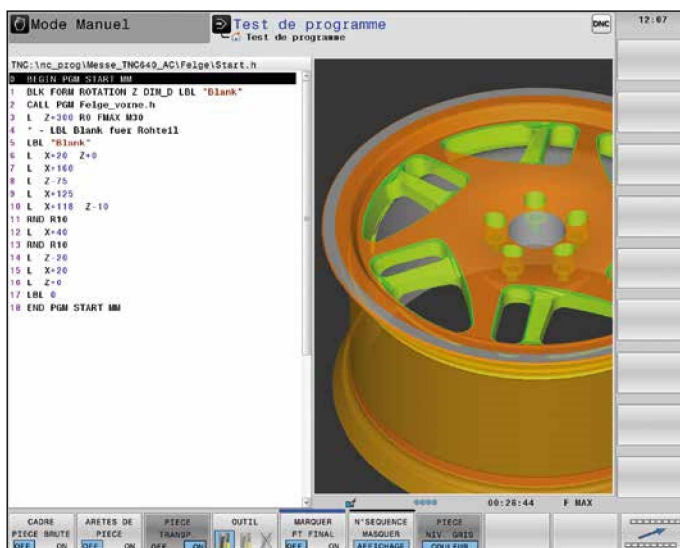 Mode Manuel
Test de programme
Test de programme
DNC
12:07
TNC:\nc_prog\Messe_TNC640_AC\Felge\Start.h
0 BEGIN PGM START MM
1 BLK FORM ROTATION Z DIM_D LBL "Blank"
2 CALL PGM Felge_vorne.h
3 L Z+300 R0 FMAX M30
4 * - LBL Blank fuer Rohteil
5 LBL "Blank"
6 L X+20 Z+0
7 L X+160
8 L Z-75
9 L X+125
10 L X+118 Z-10
11 RND R10
12 L X+40
13 RND R10
14 L Z-20
15 L X+20
16 L Z+0
17 LBL 0
18 END PGM START MM
00:26:44 F MAX
CADRE PIECE BRUTE OFF ON
ARETES DE PIECE OFF ON
PIECE TRANSP. OFF ON
OUTIL
MARQUER PT FINAL OFF ON
N°SEQUENCE MASQUER AFFICHAGE
PIECE NIV. GRIS COULEUR